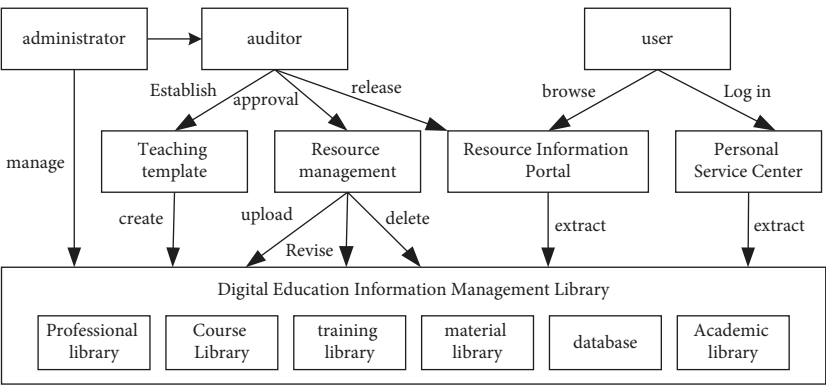 administrator
auditor
user
Establish
approval
release
browse
Log in
manage
Teaching
template
Resource
management
Resource Information
Portal
Personal
Service Center
create
upload
Revise
delete
extract
extract
Digital Education Information Management Library
Professional
library
Course
Library
training
library
material
library
database
Academic
library